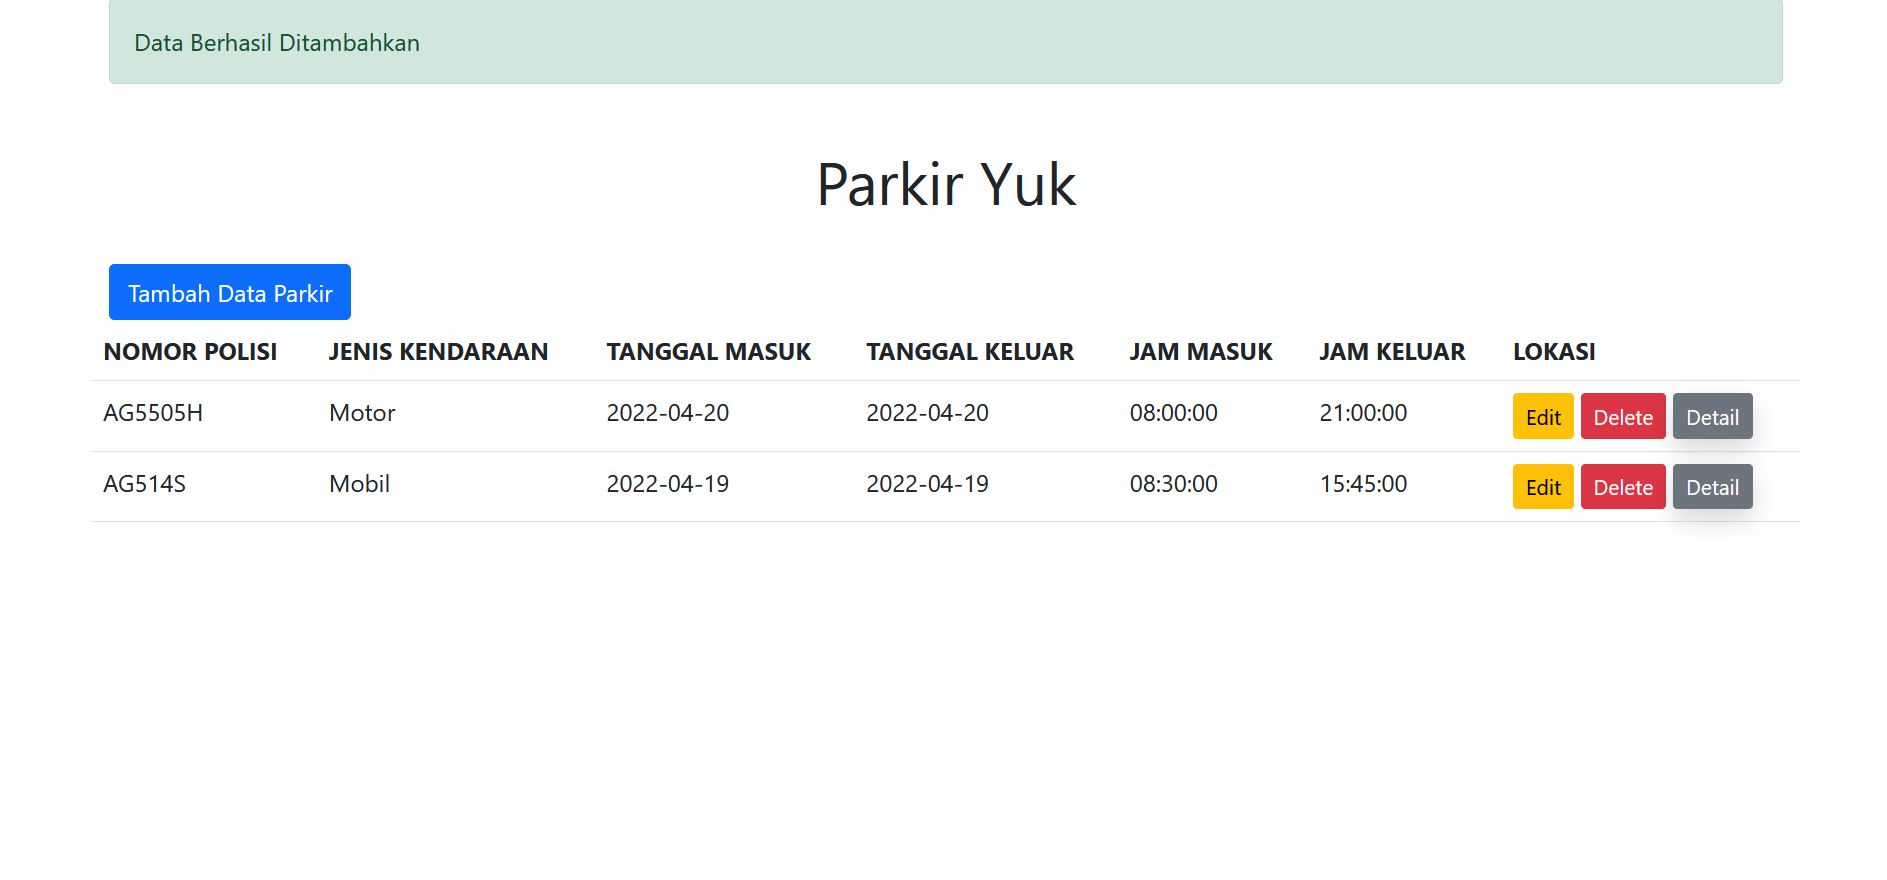 Data Berhasil Ditambahkan
Parkir Yuk
Tambah Data Parkir
NOMOR POLISI JENIS KENDARAAN TANGGAL MASUK TANGGAL KELUAR JAM MASUK JAM KELUAR LOKASI
AG5505H Motor 2022-04-20 2022-04-20 08:00:00 21:00:00 Edit Delete Detail
AG514S Mobil 2022-04-19 2022-04-19 08:30:00 15:45:00 Edit Delete Detail